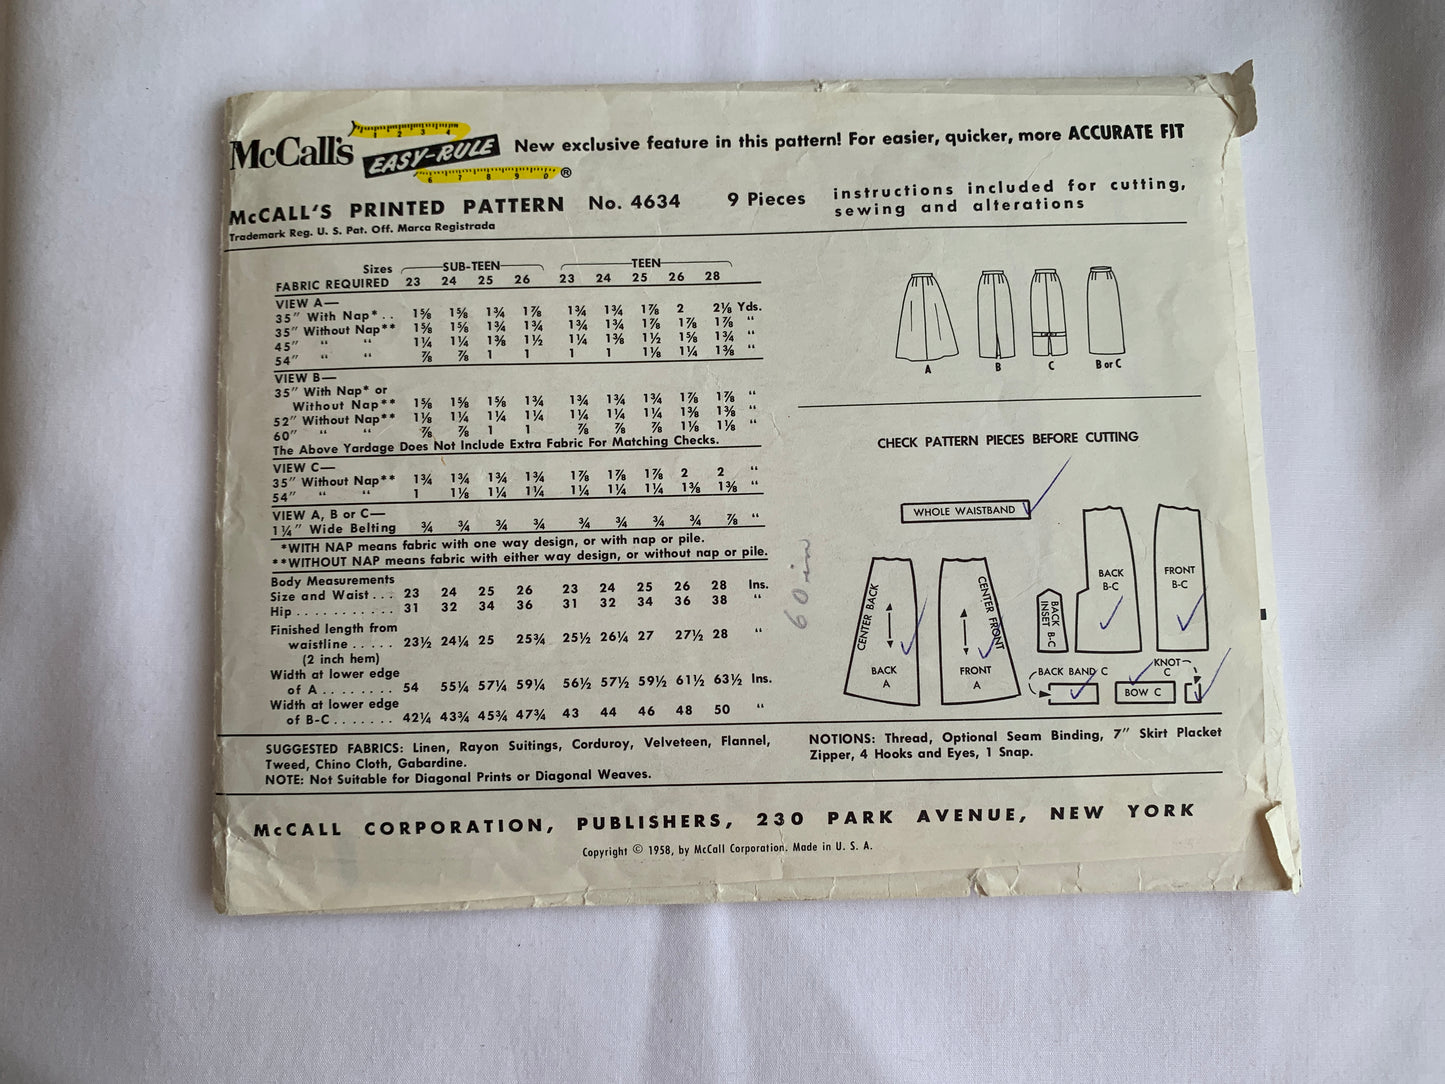 McCall's EASY-RULE ® New exclusive feature in this pattern! For easier, quicker, more ACCURATE FIT
1 2 3 4
6 7 8 9 0
McCALL'S PRINTED PATTERN No. 4634 9 Pieces instructions included for cutting,
sewing and alterations
Trademark Reg. U. S. Pat. Off. Marca Registrada
Sizes SUB-TEEN TEEN
FABRIC REQUIRED 23 24 25 26 23 24 25 26 28
VIEW A—
35" With Nap* . . 1⅝ 1⅝ 1¾ 1⅞ 1¾ 1¾ 1⅞ 2 2⅛ Yds.
35" Without Nap** 1⅝ 1⅝ 1¾ 1¾ 1¾ 1¾ 1⅞ 1⅞ 1⅞ "
45" " " 1¼ 1¼ 1⅜ 1½ 1¼ 1⅜ 1½ 1⅝ 1¾ "
54" " " ⅞ ⅞ 1 1 1 1 1⅛ 1¼ 1⅜ "
VIEW B—
35" With Nap* or
Without Nap** 1⅝ 1⅝ 1⅝ 1¾ 1¾ 1¾ 1¾ 1⅞ 1⅞ "
52" Without Nap** 1⅛ 1¼ 1¼ 1¼ 1¼ 1¼ 1¼ 1⅜ 1⅜ "
60" " " ⅞ ⅞ 1 1 ⅞ ⅞ ⅞ 1⅛ 1⅛ "
The Above Yardage Does Not Include Extra Fabric For Matching Checks.
VIEW C—
35" Without Nap** 1¾ 1¾ 1¾ 1¾ 1⅞ 1⅞ 1⅞ 2 2 "
54" " " 1 1⅛ 1¼ 1¼ 1¼ 1¼ 1¼ 1⅜ 1⅜ "
VIEW A, B or C—
1¼" Wide Belting ¾ ¾ ¾ ¾ ¾ ¾ ¾ ¾ ⅞ "
*WITH NAP means fabric with one way design, or with nap or pile.
**WITHOUT NAP means fabric with either way design, or without nap or pile.
Body Measurements
Size and Waist . . . 23 24 25 26 23 24 25 26 28 Ins.
Hip . . . . . . . . . . . 31 32 34 36 31 32 34 36 38 "
Finished length from
waistline . . . . . 23½ 24¼ 25 25¾ 25½ 26¼ 27 27½ 28 "
(2 inch hem)
Width at lower edge
of A . . . . . . . . 54 55¼ 57¼ 59¼ 56½ 57½ 59½ 61½ 63½ Ins.
Width at lower edge
of B-C . . . . . . . 42¼ 43¾ 45¾ 47¾ 43 44 46 48 50 "
A B C B or C
CHECK PATTERN PIECES BEFORE CUTTING
WHOLE WAISTBAND
60 in
CENTER BACK
BACK
A
CENTER FRONT
FRONT
A
BACK INSET B-C
BACK
B-C
FRONT
B-C
BACK BAND C
BOW C
KNOT
C
SUGGESTED FABRICS: Linen, Rayon Suitings, Corduroy, Velveteen, Flannel,
Tweed, Chino Cloth, Gabardine.
NOTE: Not Suitable for Diagonal Prints or Diagonal Weaves.
NOTIONS: Thread, Optional Seam Binding, 7" Skirt Placket
Zipper, 4 Hooks and Eyes, 1 Snap.
McCALL CORPORATION, PUBLISHERS, 230 PARK AVENUE, NEW YORK
Copyright © 1958, by McCall Corporation. Made in U. S. A.